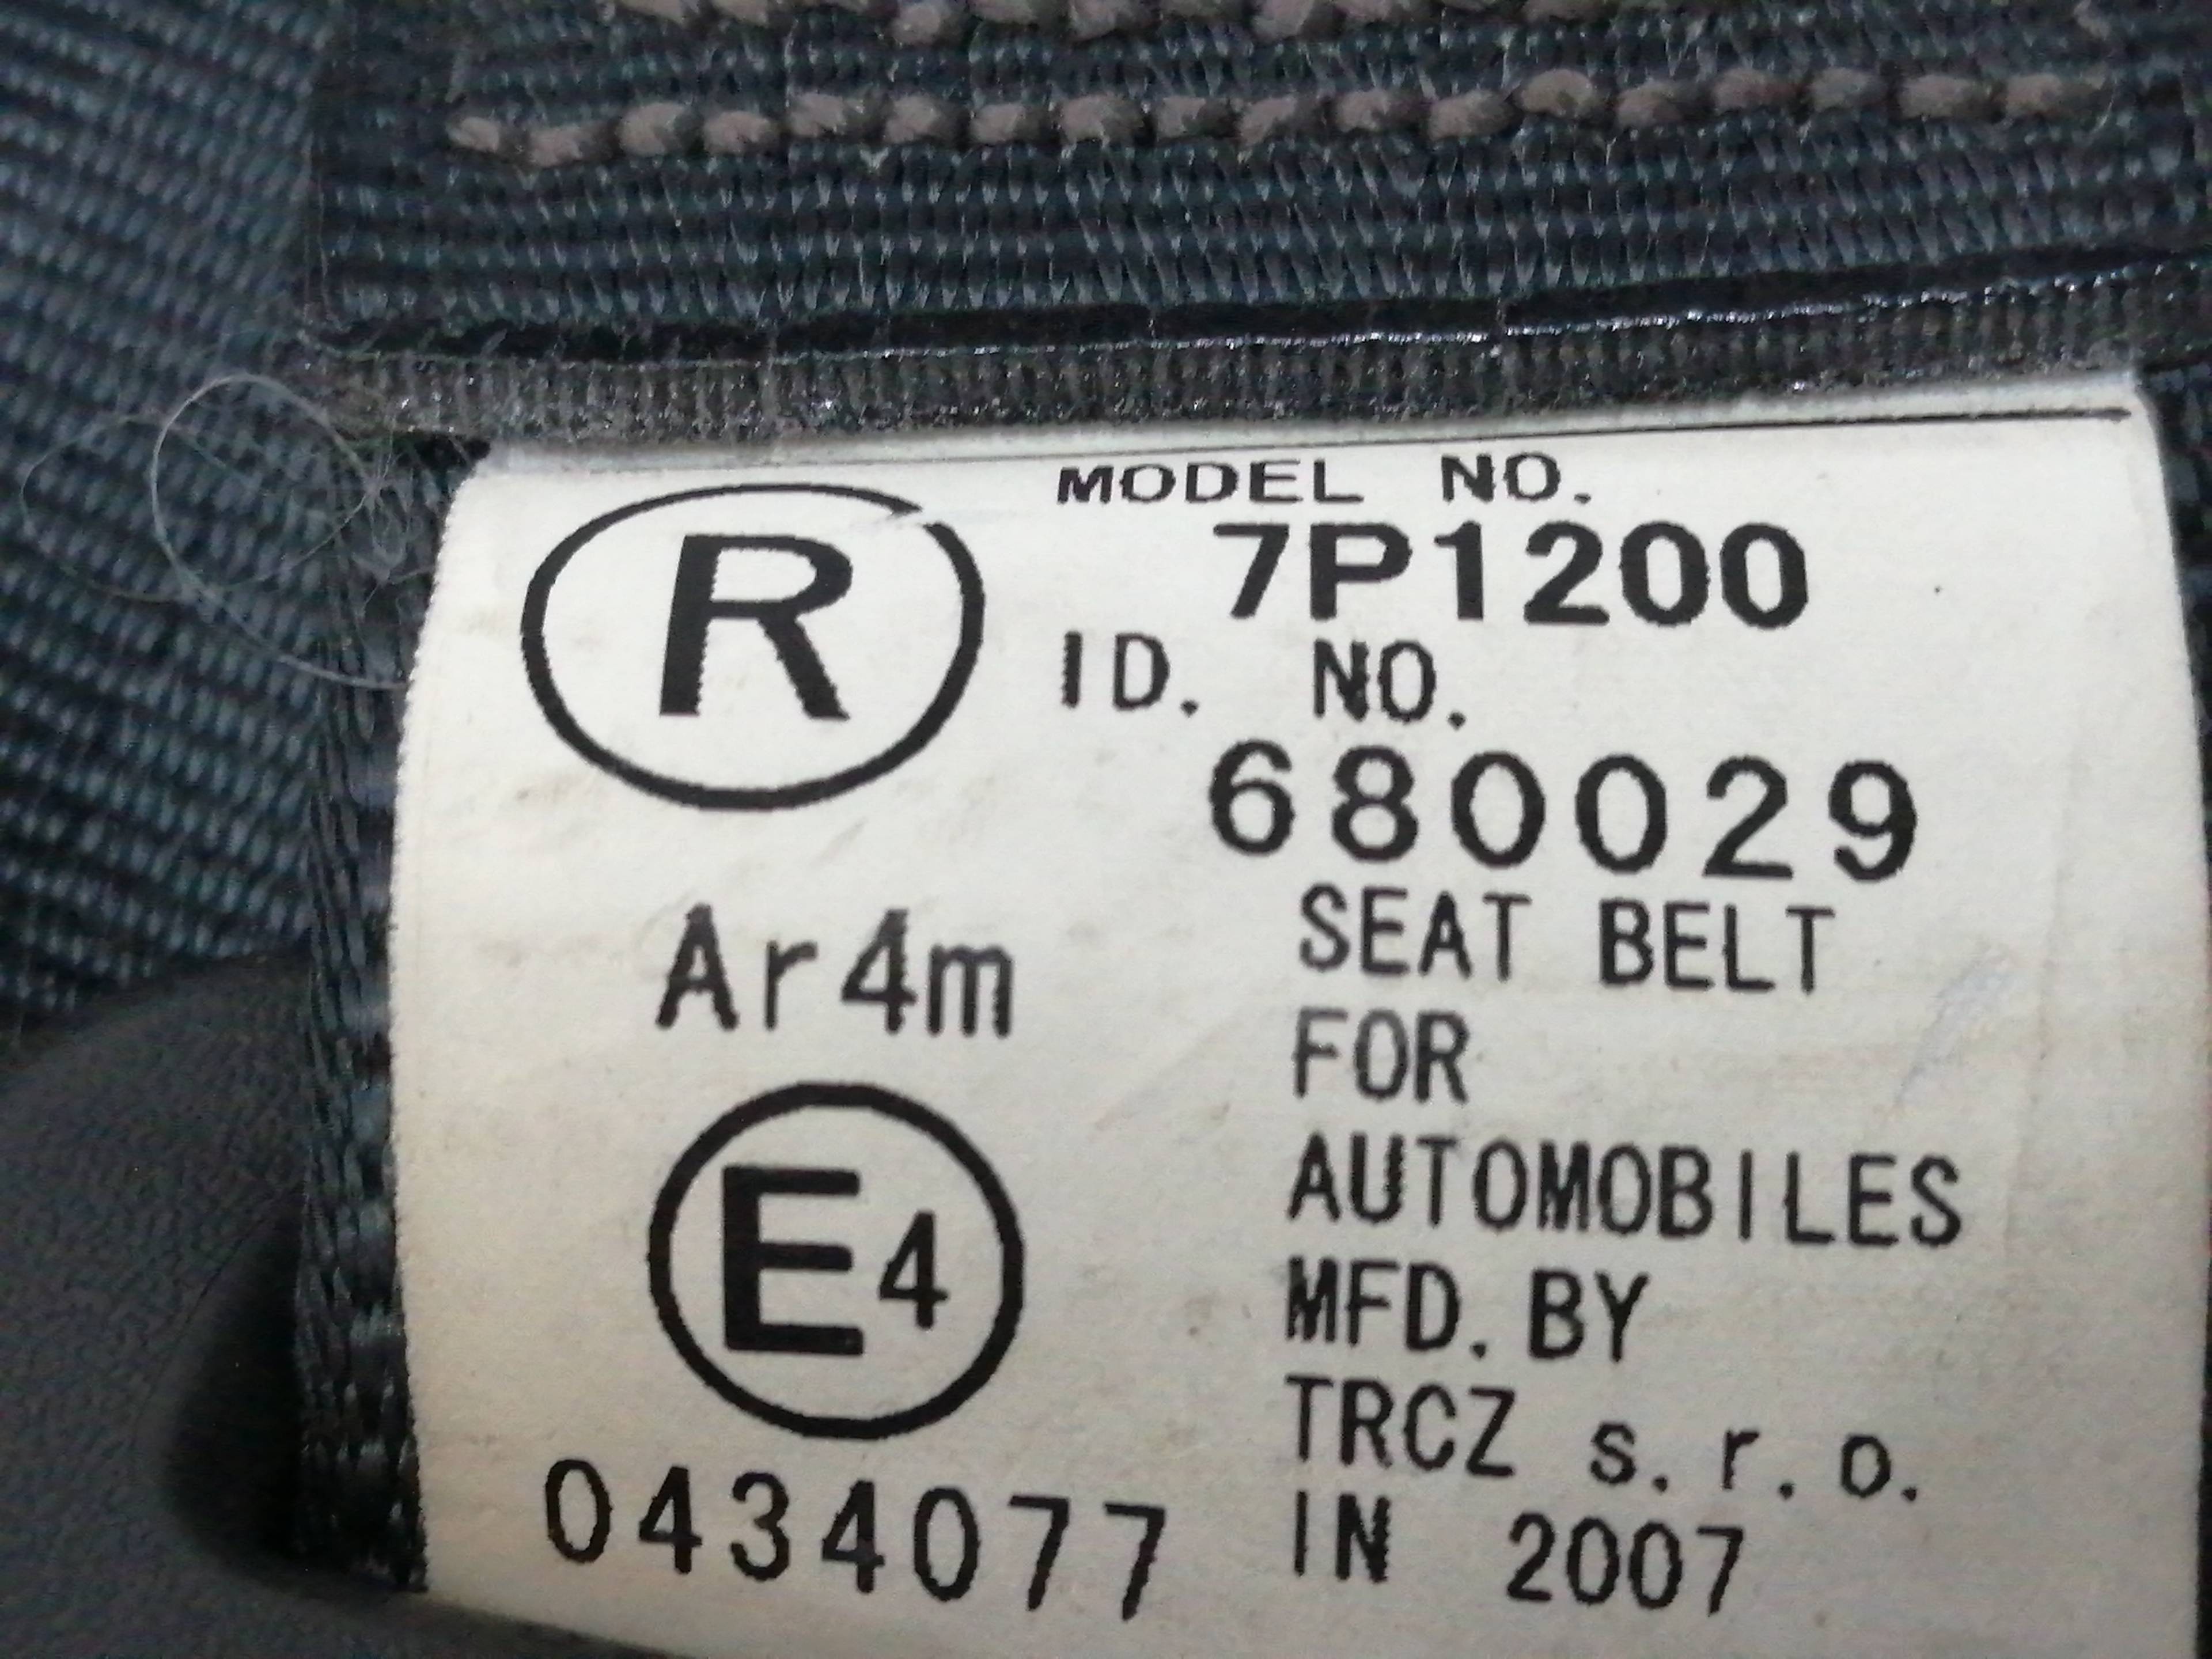 R
MODEL NO.
7P1200
ID. NO.
680029
Ar4m
SEAT BELT
FOR
AUTOMOBILES
E4
MFD. BY
TRCZ s.r.o.
0434077
IN 2007